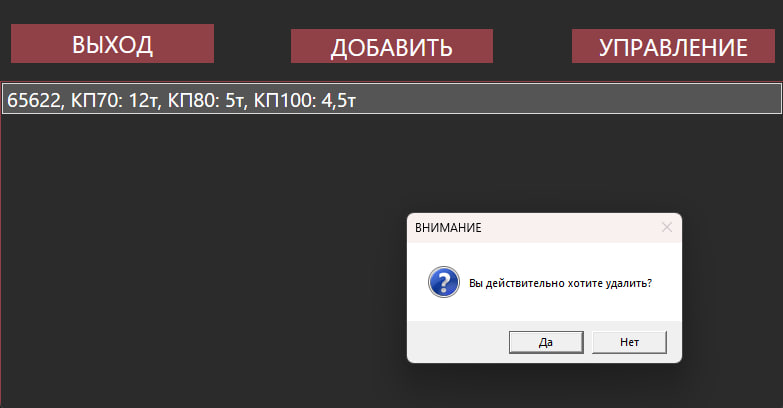 ВЫХОД
ДОБАВИТЬ
УПРАВЛЕНИЕ
65622, КП70: 12т, КП80: 5т, КП100: 4,5т
ВНИМАНИЕ
Вы действительно хотите удалить?
Да
Нет